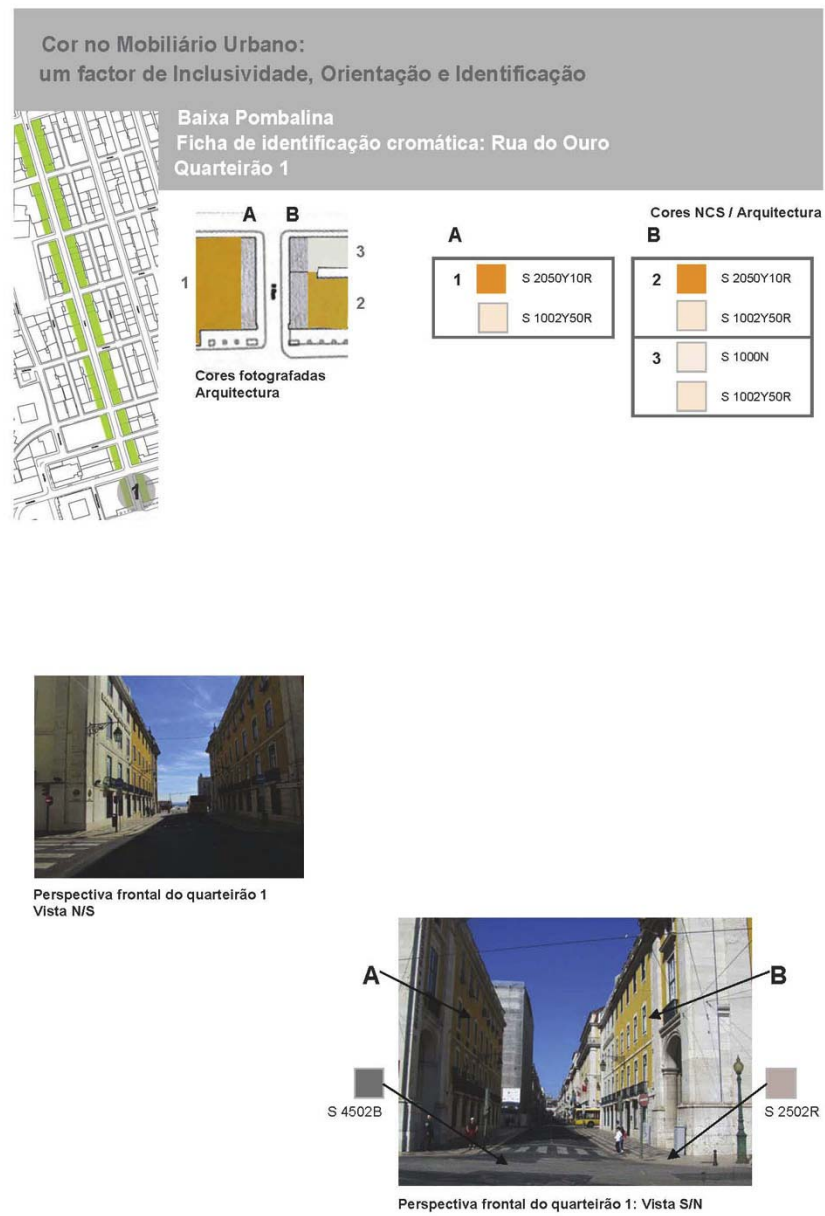 Cor no Mobiliário Urbano:
um factor de Inclusividade, Orientação e Identificação
Baixa Pombalina
Ficha de identificação cromática: Rua do Ouro
Quarteirão 1
1
A B
1
3
2
Cores fotografadas
Arquitectura
Cores NCS / Arquitectura
A
1 S 2050Y10R
S 1002Y50R
B
2 S 2050Y10R
S 1002Y50R
3 S 1000N
S 1002Y50R
Perspectiva frontal do quarteirão 1
Vista N/S
A
B
S 4502B
S 2502R
Perspectiva frontal do quarteirão 1: Vista S/N